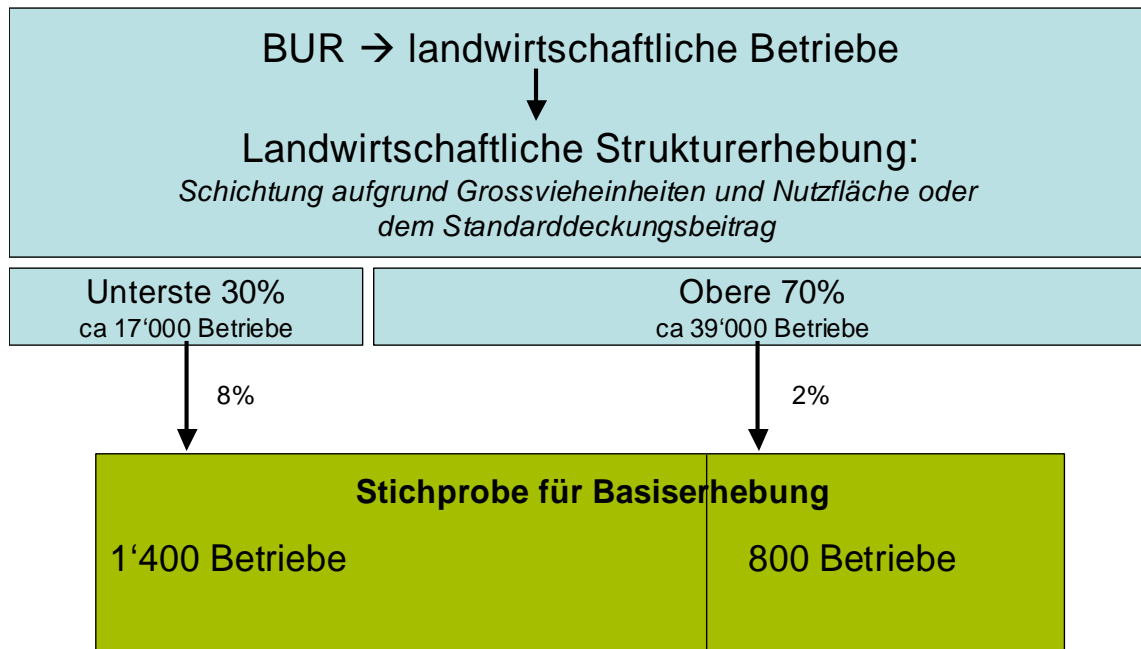 BUR → landwirtschaftliche Betriebe
Landwirtschaftliche Strukturerhebung:
Schichtung aufgrund Grossvieheinheiten und Nutzfläche oder
dem Standarddeckungsbeitrag
Unterste 30%
ca 17‘000 Betriebe
Obere 70%
ca 39‘000 Betriebe
8%
2%
Stichprobe für Basiserhebung
1‘400 Betriebe
800 Betriebe